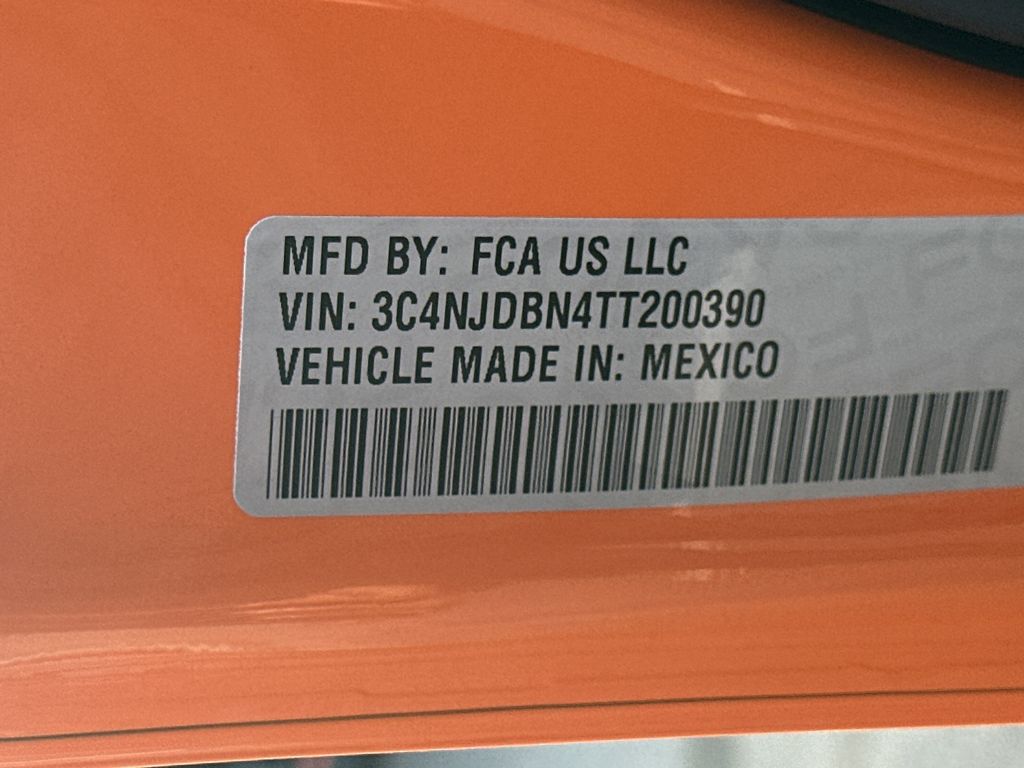 MFD BY: FCA US LLC
VIN: 3C4NJDBN4TT200390
VEHICLE MADE IN: MEXICO